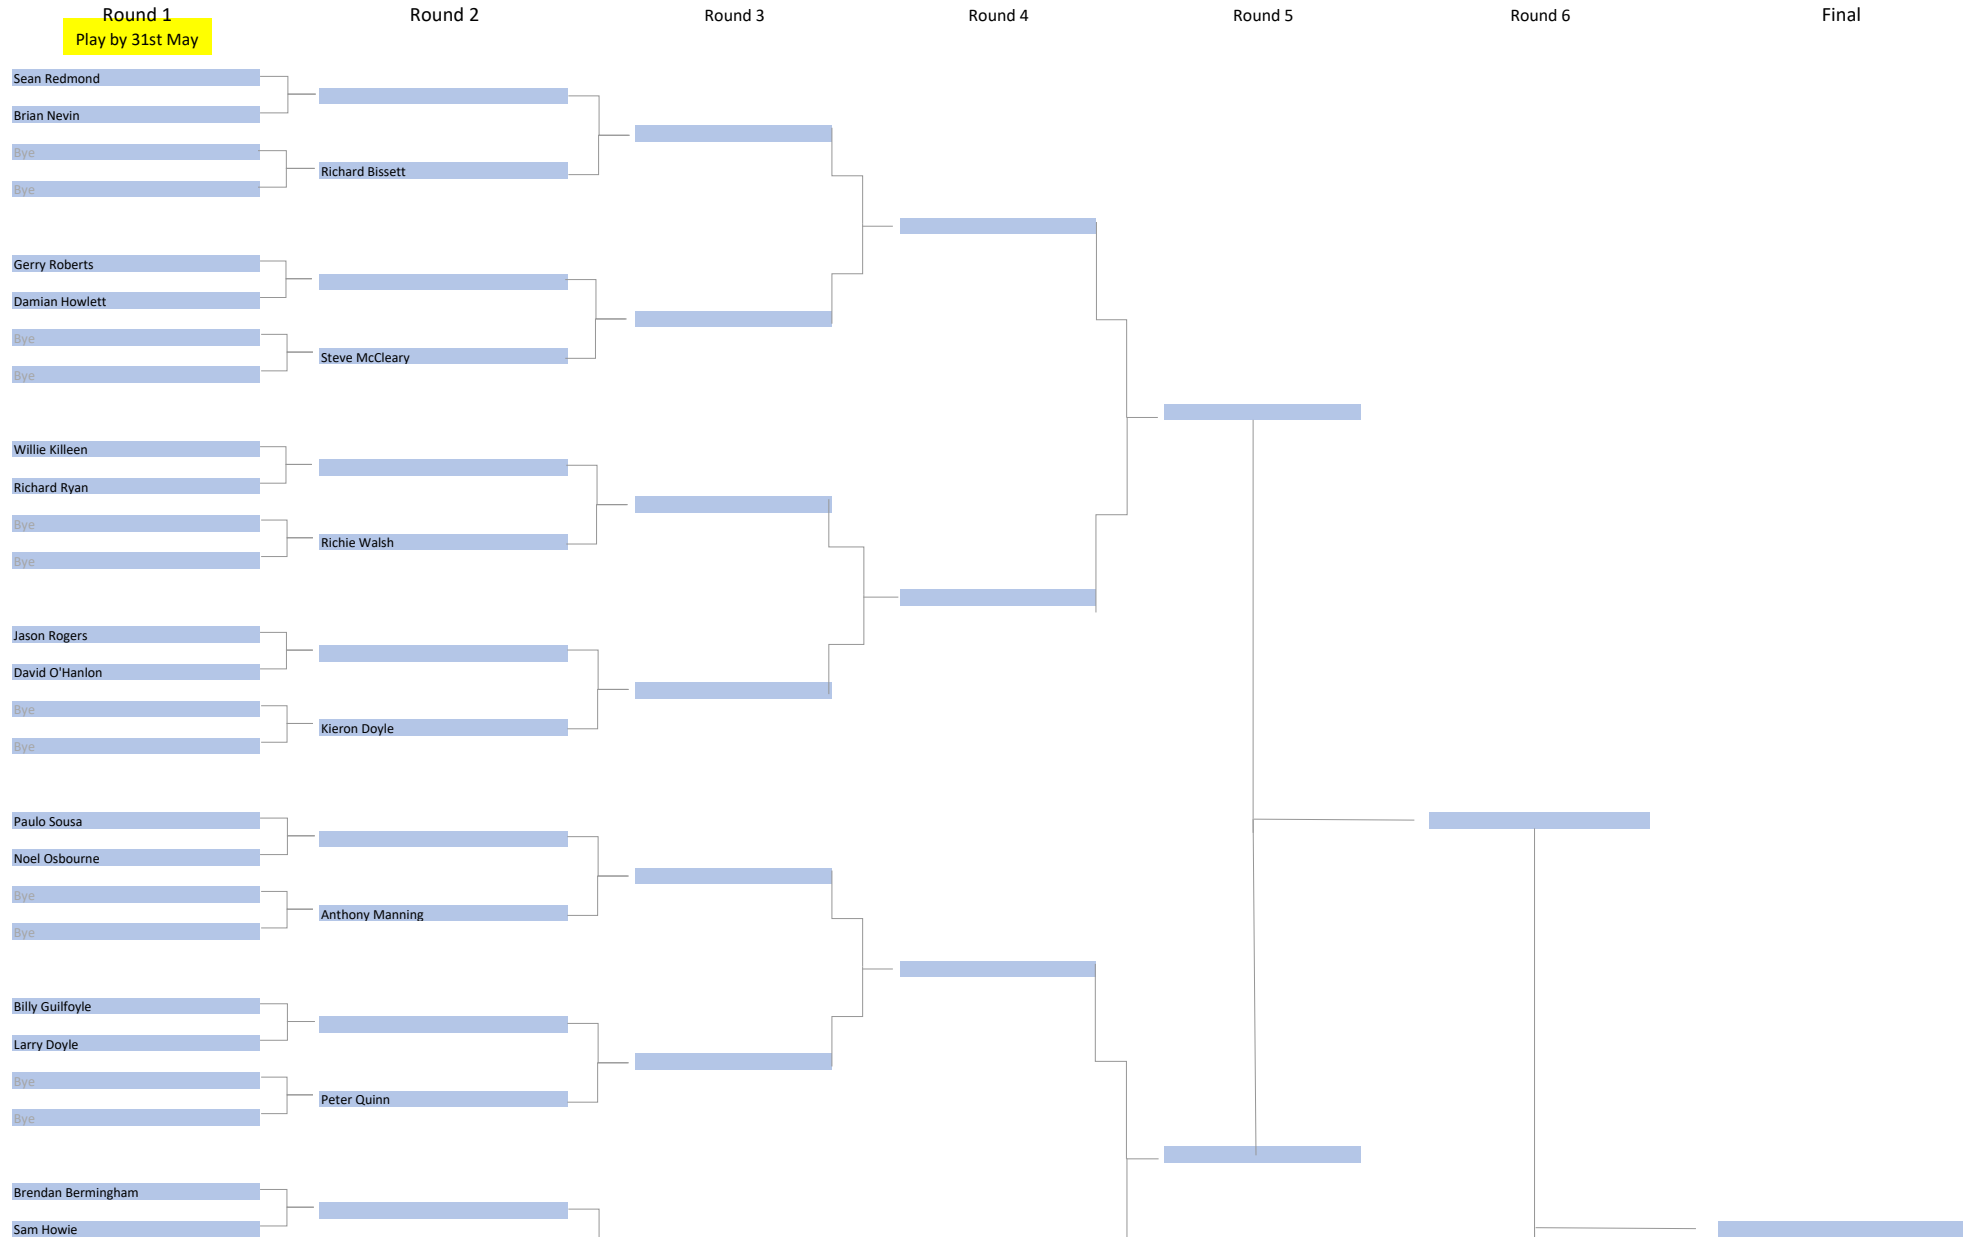 Round 1
Round 2
Round 3
Round 4
Round 5
Round 6
Final
Play by 31st May
Sean Redmond
Brian Nevin
Bye
Richard Bissett
Bye
Gerry Roberts
Damian Howlett
Bye
Steve McCleary
Bye
Willie Killeen
Richard Ryan
Bye
Richie Walsh
Bye
Jason Rogers
David O'Hanlon
Bye
Kieron Doyle
Bye
Paulo Sousa
Noel Osbourne
Bye
Anthony Manning
Bye
Billy Guilfoyle
Larry Doyle
Bye
Peter Quinn
Bye
Brendan Bermingham
Sam Howie